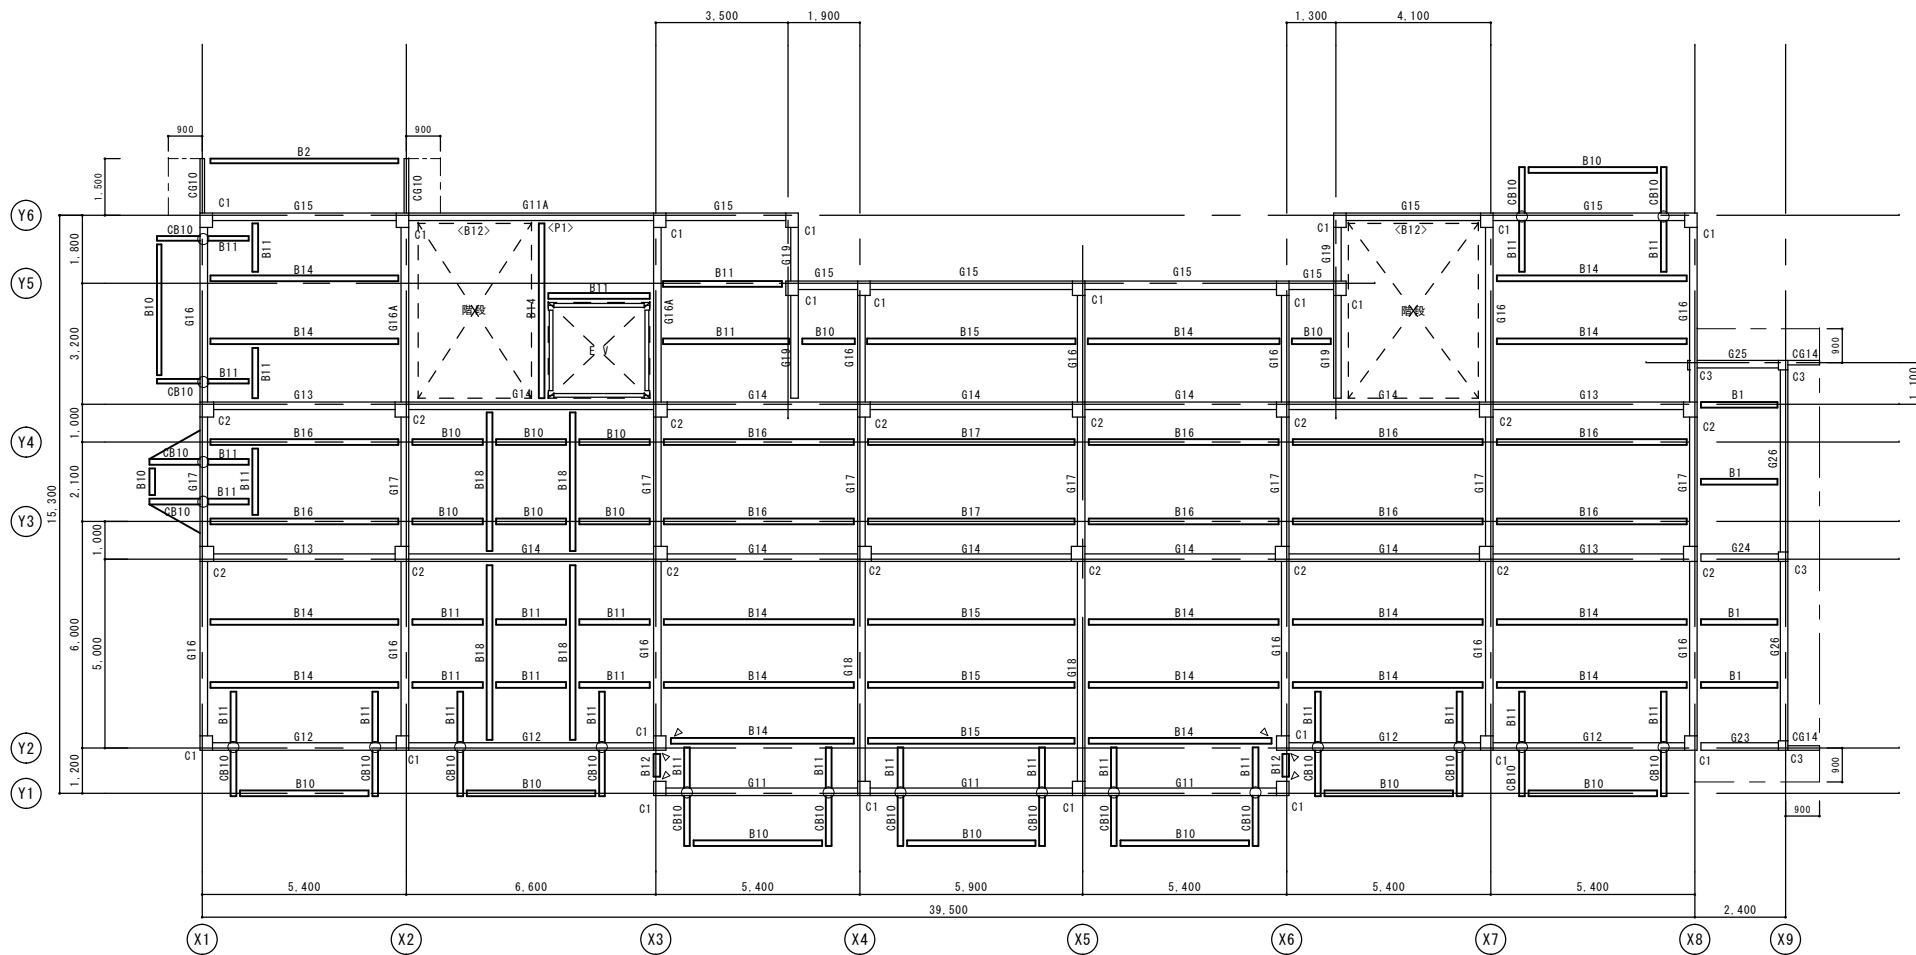 3,500 1,900 1,300 4,100
900 900
B2 B10
1,500 CG10 CG10 CB10 CB10
Y6 C1 G15 G11A G15 G15 G15
CB10 B11 B11 C1 <B12> <P1> C1 C1 C1 <B12> C1 B11 B11 C1
1,800 G19 G19
B14 B14
Y5 B11 G15 G15 G15 G15
B10 G16 G16A 階段 B14 B11 G16A C1 C1 C1 C1 C1 階段 G16 G16
3,200 B14 EV B11 B10 B15 B14 B10 B14 900
G19 G16 G16 G16 G19
G25 CG14
C3 C3
CB10 B11 B11 1,100
G13 G14 G14 G14 G14 G14 G13 B1
1,000 C2 C2 C2 C2 C2 C2 C2 C2
Y4 B16 B10 B10 B10 B16 B17 B16 B16 B16
CB10 B11 G26
B10 G17 B11 G17 B18 B18 G17 G17 G17 G17 G17 G17 B1
2,100 B11
CB10
15,300
Y3 B16 B10 B10 B10 B16 B17 B16 B16 B16
1,000 G13 G14 G14 G14 G14 G14 G13 G24
C2 C2 C2 C2 C2 C2 C2 C2 C3
B14 B11 B11 B11 B14 B15 B14 B14 B14 B1
6,000 5,000 G16 G16 B18 B18 G16 G18 G18 G16 G16 G16 G26
B14 B11 B11 B11 B14 B15 B14 B14 B14 B1
B11 B11 B11 B11 B11 B11 B11 B11
G12 G12 C1 B14 B15 B14 C1 G12 G12 G23 CG14
Y2 C1 C1 C1 C1 C3
1,200 CB10 CB10 CB10 CB10 B12 B11 B11 B11 B11 B11 B11 B12 CB10 CB10 CB10 CB10 900
G11 G11 G11
Y1 B10 B10 B10 B10
C1 C1 C1 C1 900
CB10 CB10 CB10 CB10 CB10 CB10
B10 B10 B10
5,400 6,600 5,400 5,900 5,400 5,400 5,400
39,500 2,400
X1 X2 X3 X4 X5 X6 X7 X8 X9